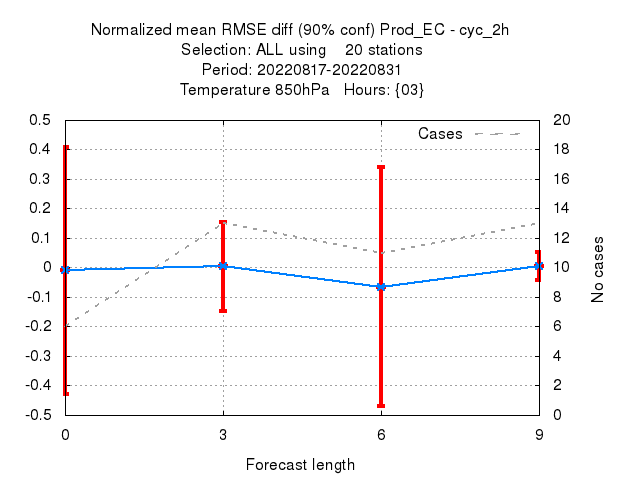 Normalized mean RMSE diff (90% conf) Prod_EC - cyc_2h
Selection: ALL using    20 stations
Period: 20220817-20220831
Temperature 850hPa   Hours: {03}
Cases
0.5
0.4
0.3
0.2
0.1
0
-0.1
-0.2
-0.3
-0.4
-0.5
20
18
16
14
12
10
8
6
4
2
0
No cases
0 3 6 9
Forecast length